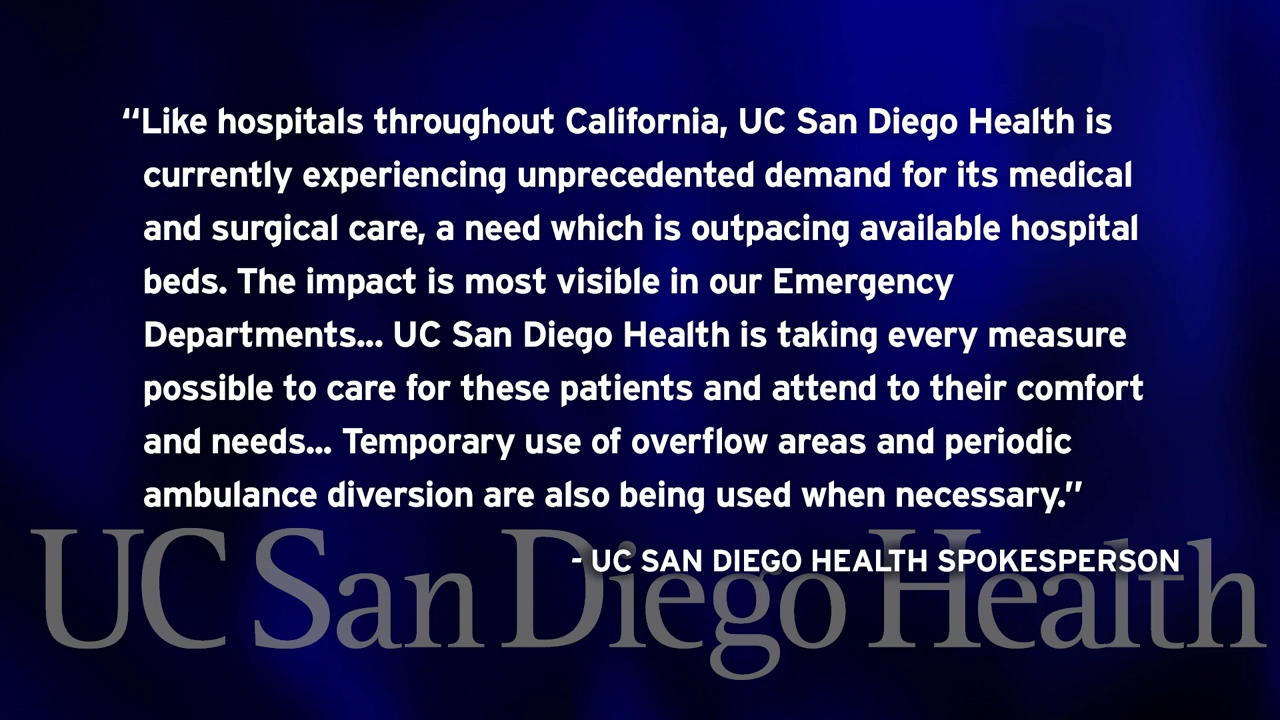 “Like hospitals throughout California, UC San Diego Health is
currently experiencing unprecedented demand for its medical
and surgical care, a need which is outpacing available hospital
beds. The impact is most visible in our Emergency
Departments... UC San Diego Health is taking every measure
possible to care for these patients and attend to their comfort
and needs... Temporary use of overflow areas and periodic
ambulance diversion are also being used when necessary.”
- UC SAN DIEGO HEALTH SPOKESPERSON
UC San Diego Health